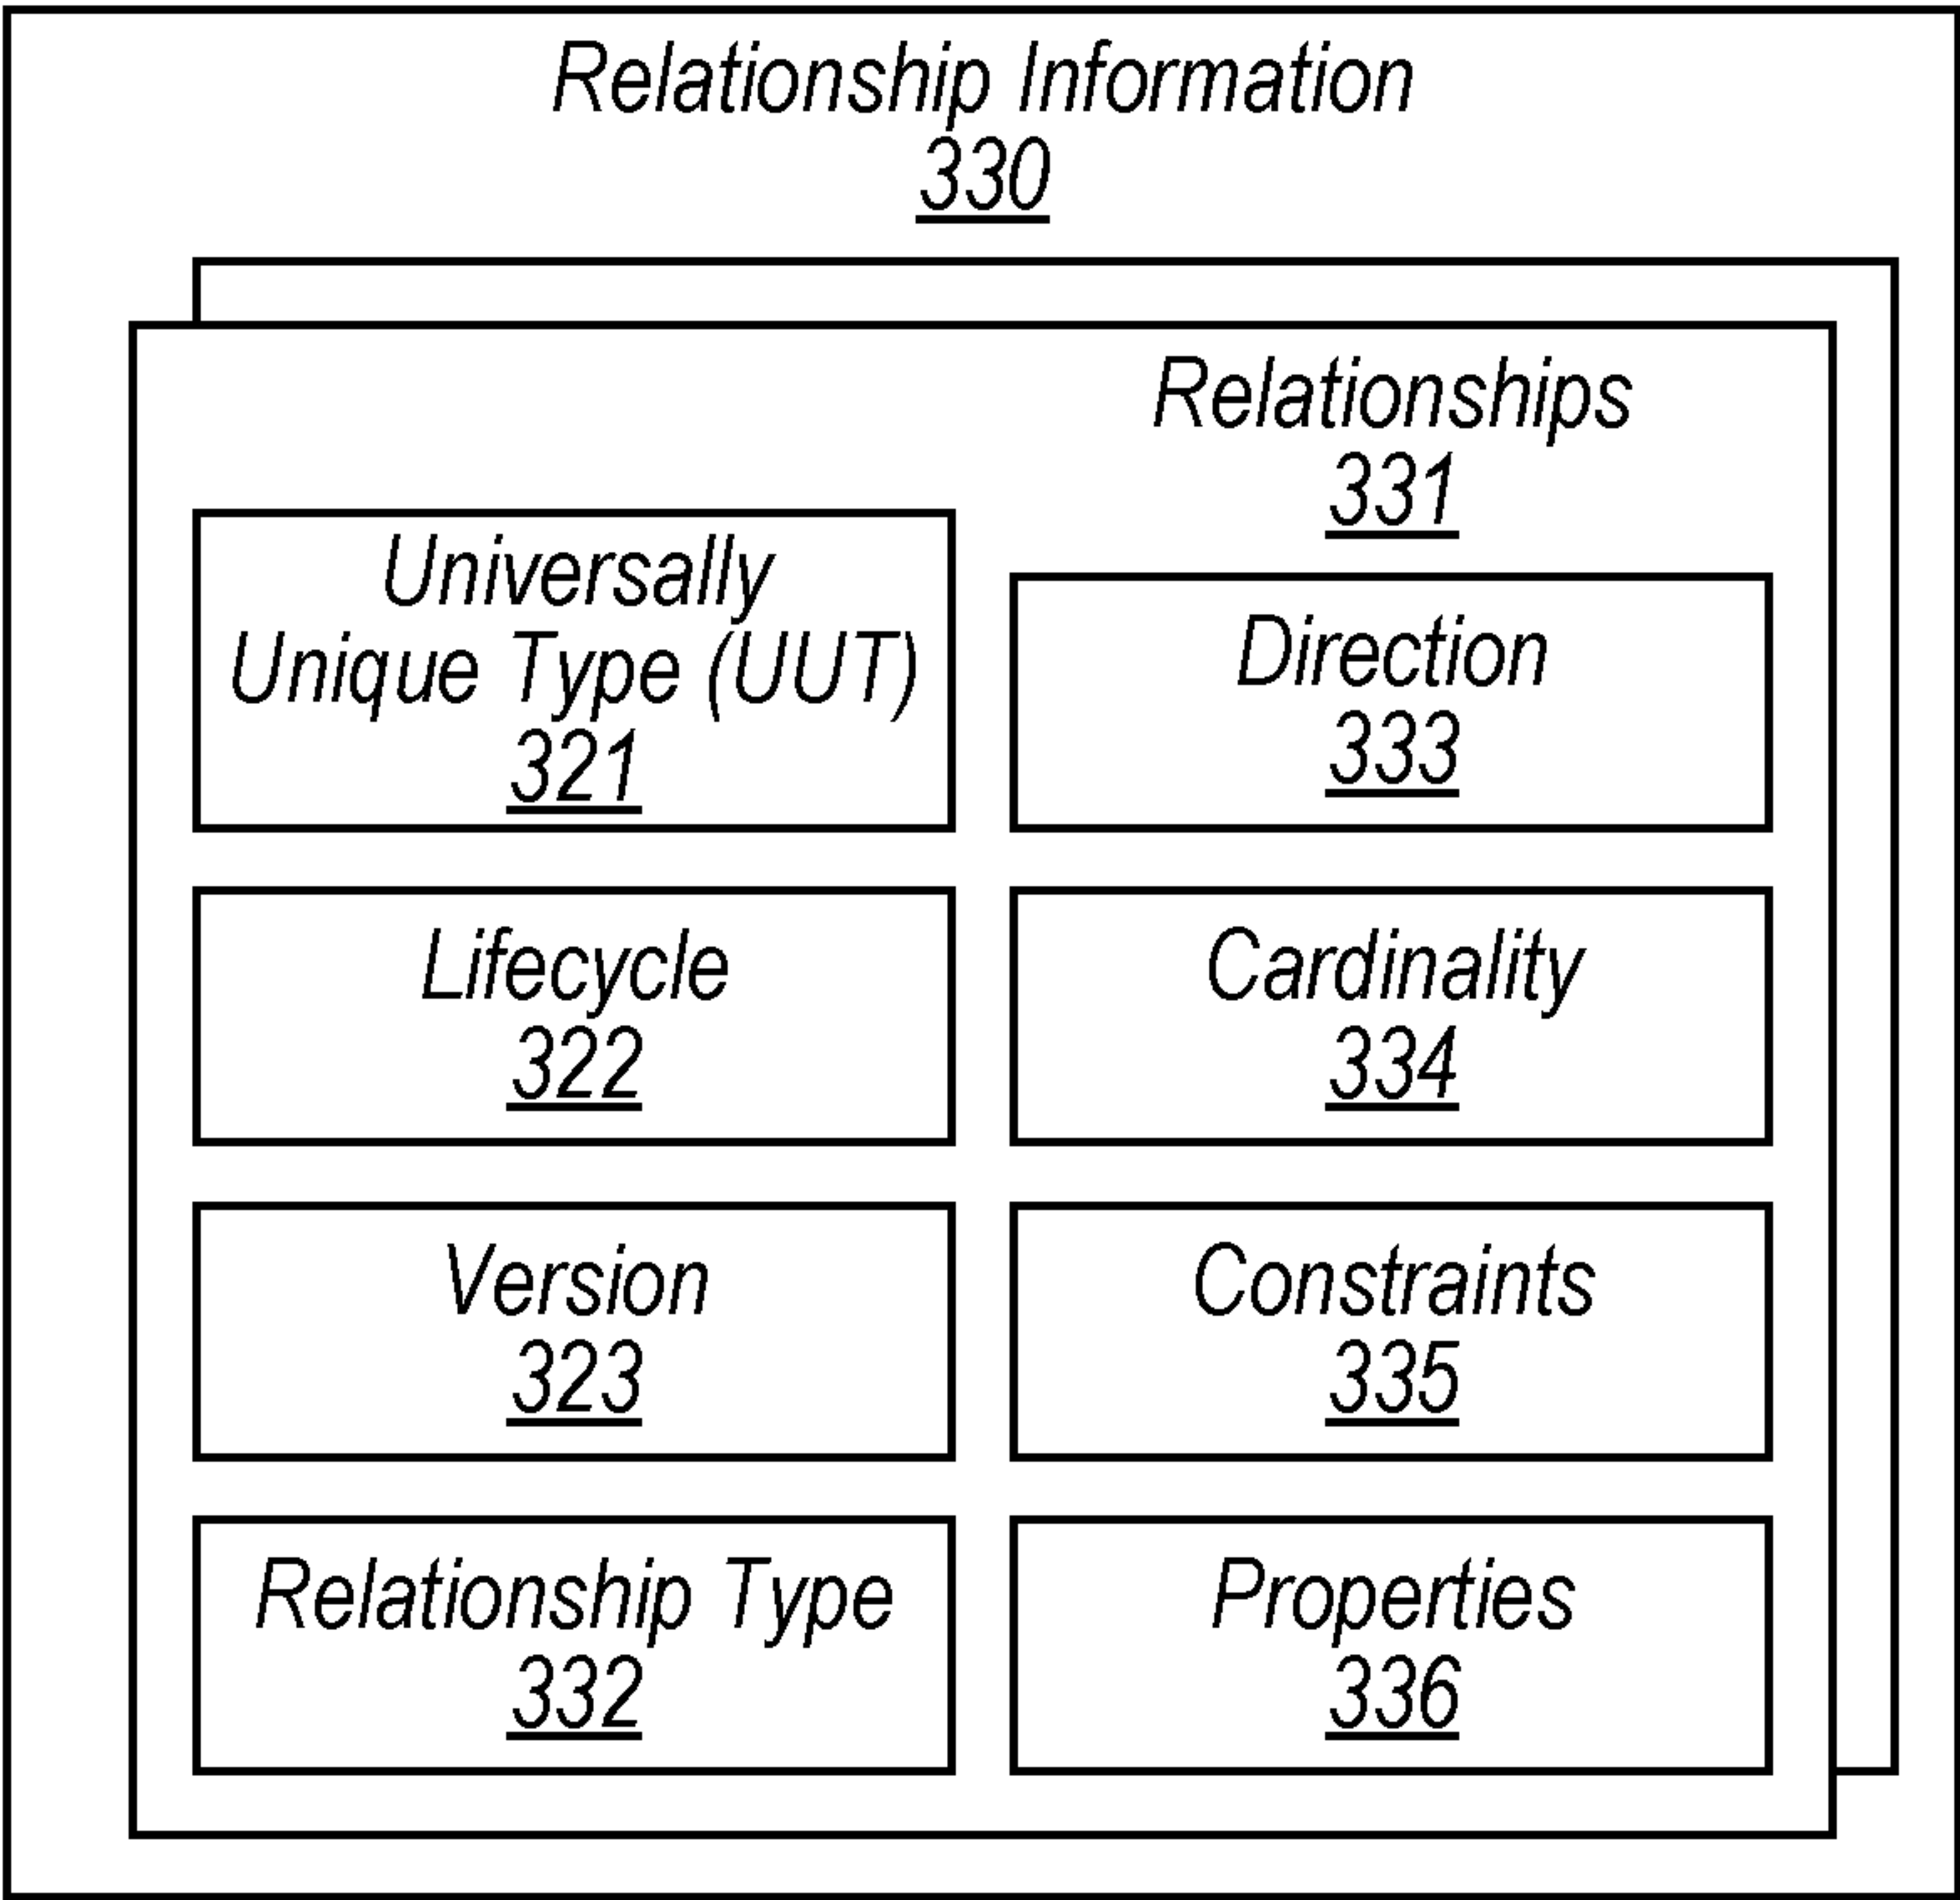 Relationship Information
330
Relationships
331
Universally
Unique Type (UUT)
321
Direction
333
Lifecycle
322
Cardinality
334
Version
323
Constraints
335
Relationship Type
332
Properties
336